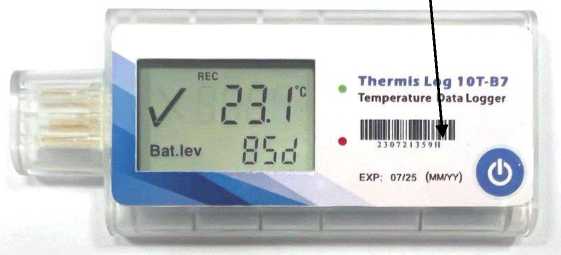 REC
23.1°C
Bat.lev 85d
Thermis Log 10T-B7
Temperature Data Logger
230721359H
EXP: 07/25 (MM/YY)